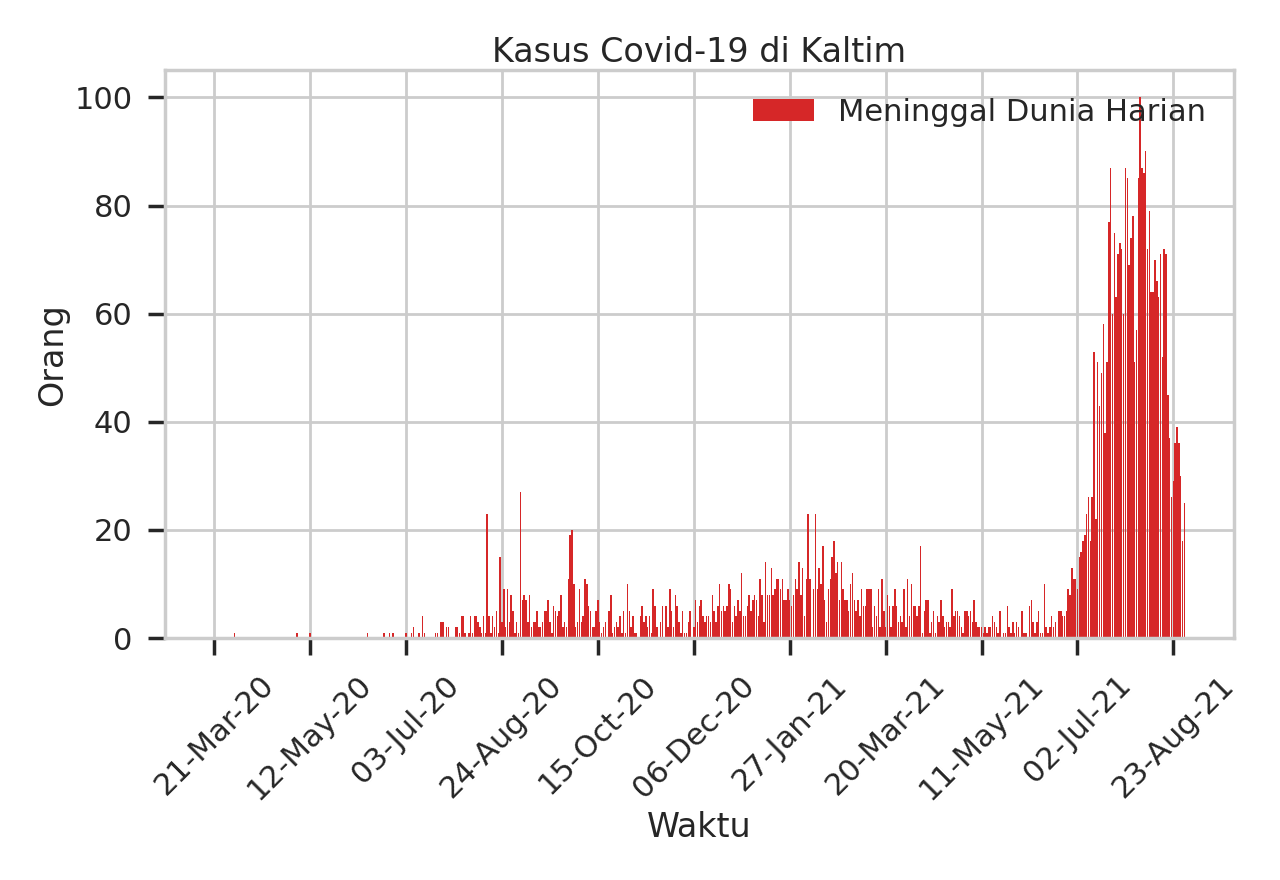 Kasus Covid-19 di Kaltim
Meninggal Dunia Harian
100
80
60
40
20
0
Orang
21-Mar-20
12-May-20
03-Jul-20
24-Aug-20
15-Oct-20
06-Dec-20
27-Jan-21
20-Mar-21
11-May-21
02-Jul-21
23-Aug-21
Waktu